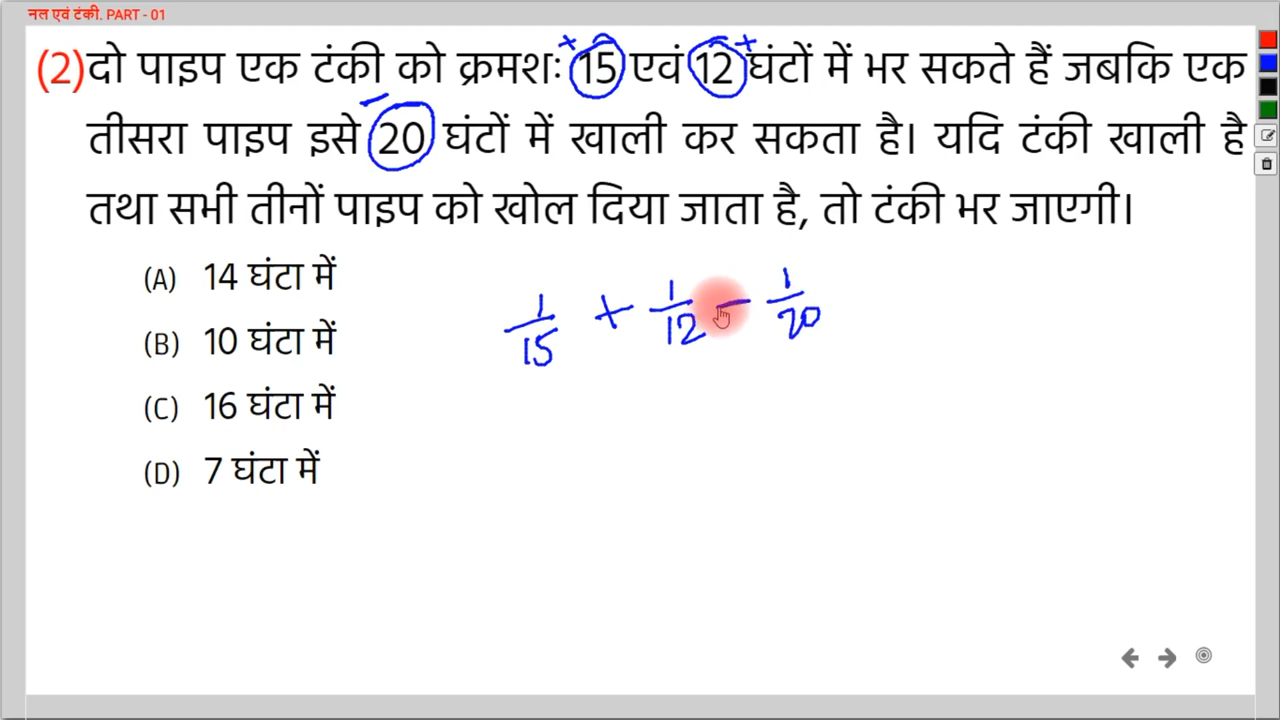 नल एवं टंकी. PART - 01
(2) दो पाइप एक टंकी को क्रमशः 15 एवं 12 घंटों में भर सकते हैं जबकि एक
तीसरा पाइप इसे 20 घंटों में खाली कर सकता है। यदि टंकी खाली है
तथा सभी तीनों पाइप को खोल दिया जाता है, तो टंकी भर जाएगी।
(A) 14 घंटा में
(B) 10 घंटा में
(C) 16 घंटा में
(D) 7 घंटा में
1/15 + 1/12 - 1/20